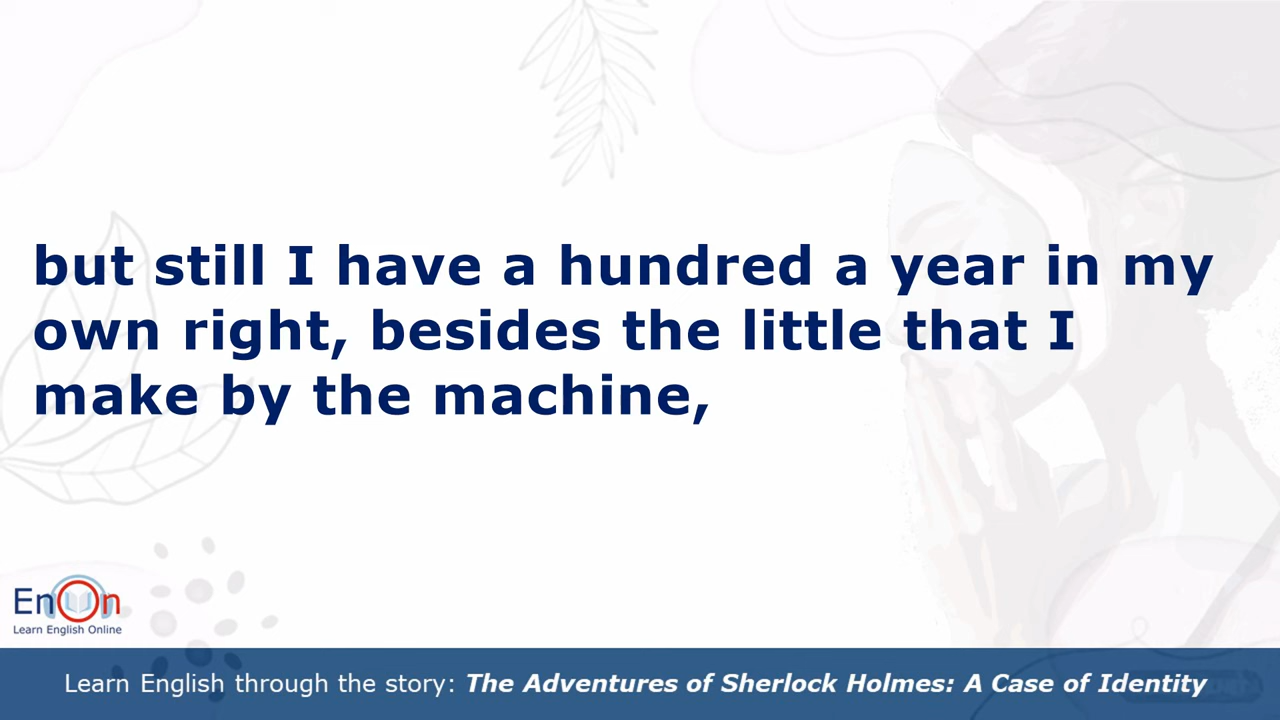 but still I have a hundred a year in my
own right, besides the little that I
make by the machine,
EnOn
Learn English Online
Learn English through the story: The Adventures of Sherlock Holmes: A Case of Identity